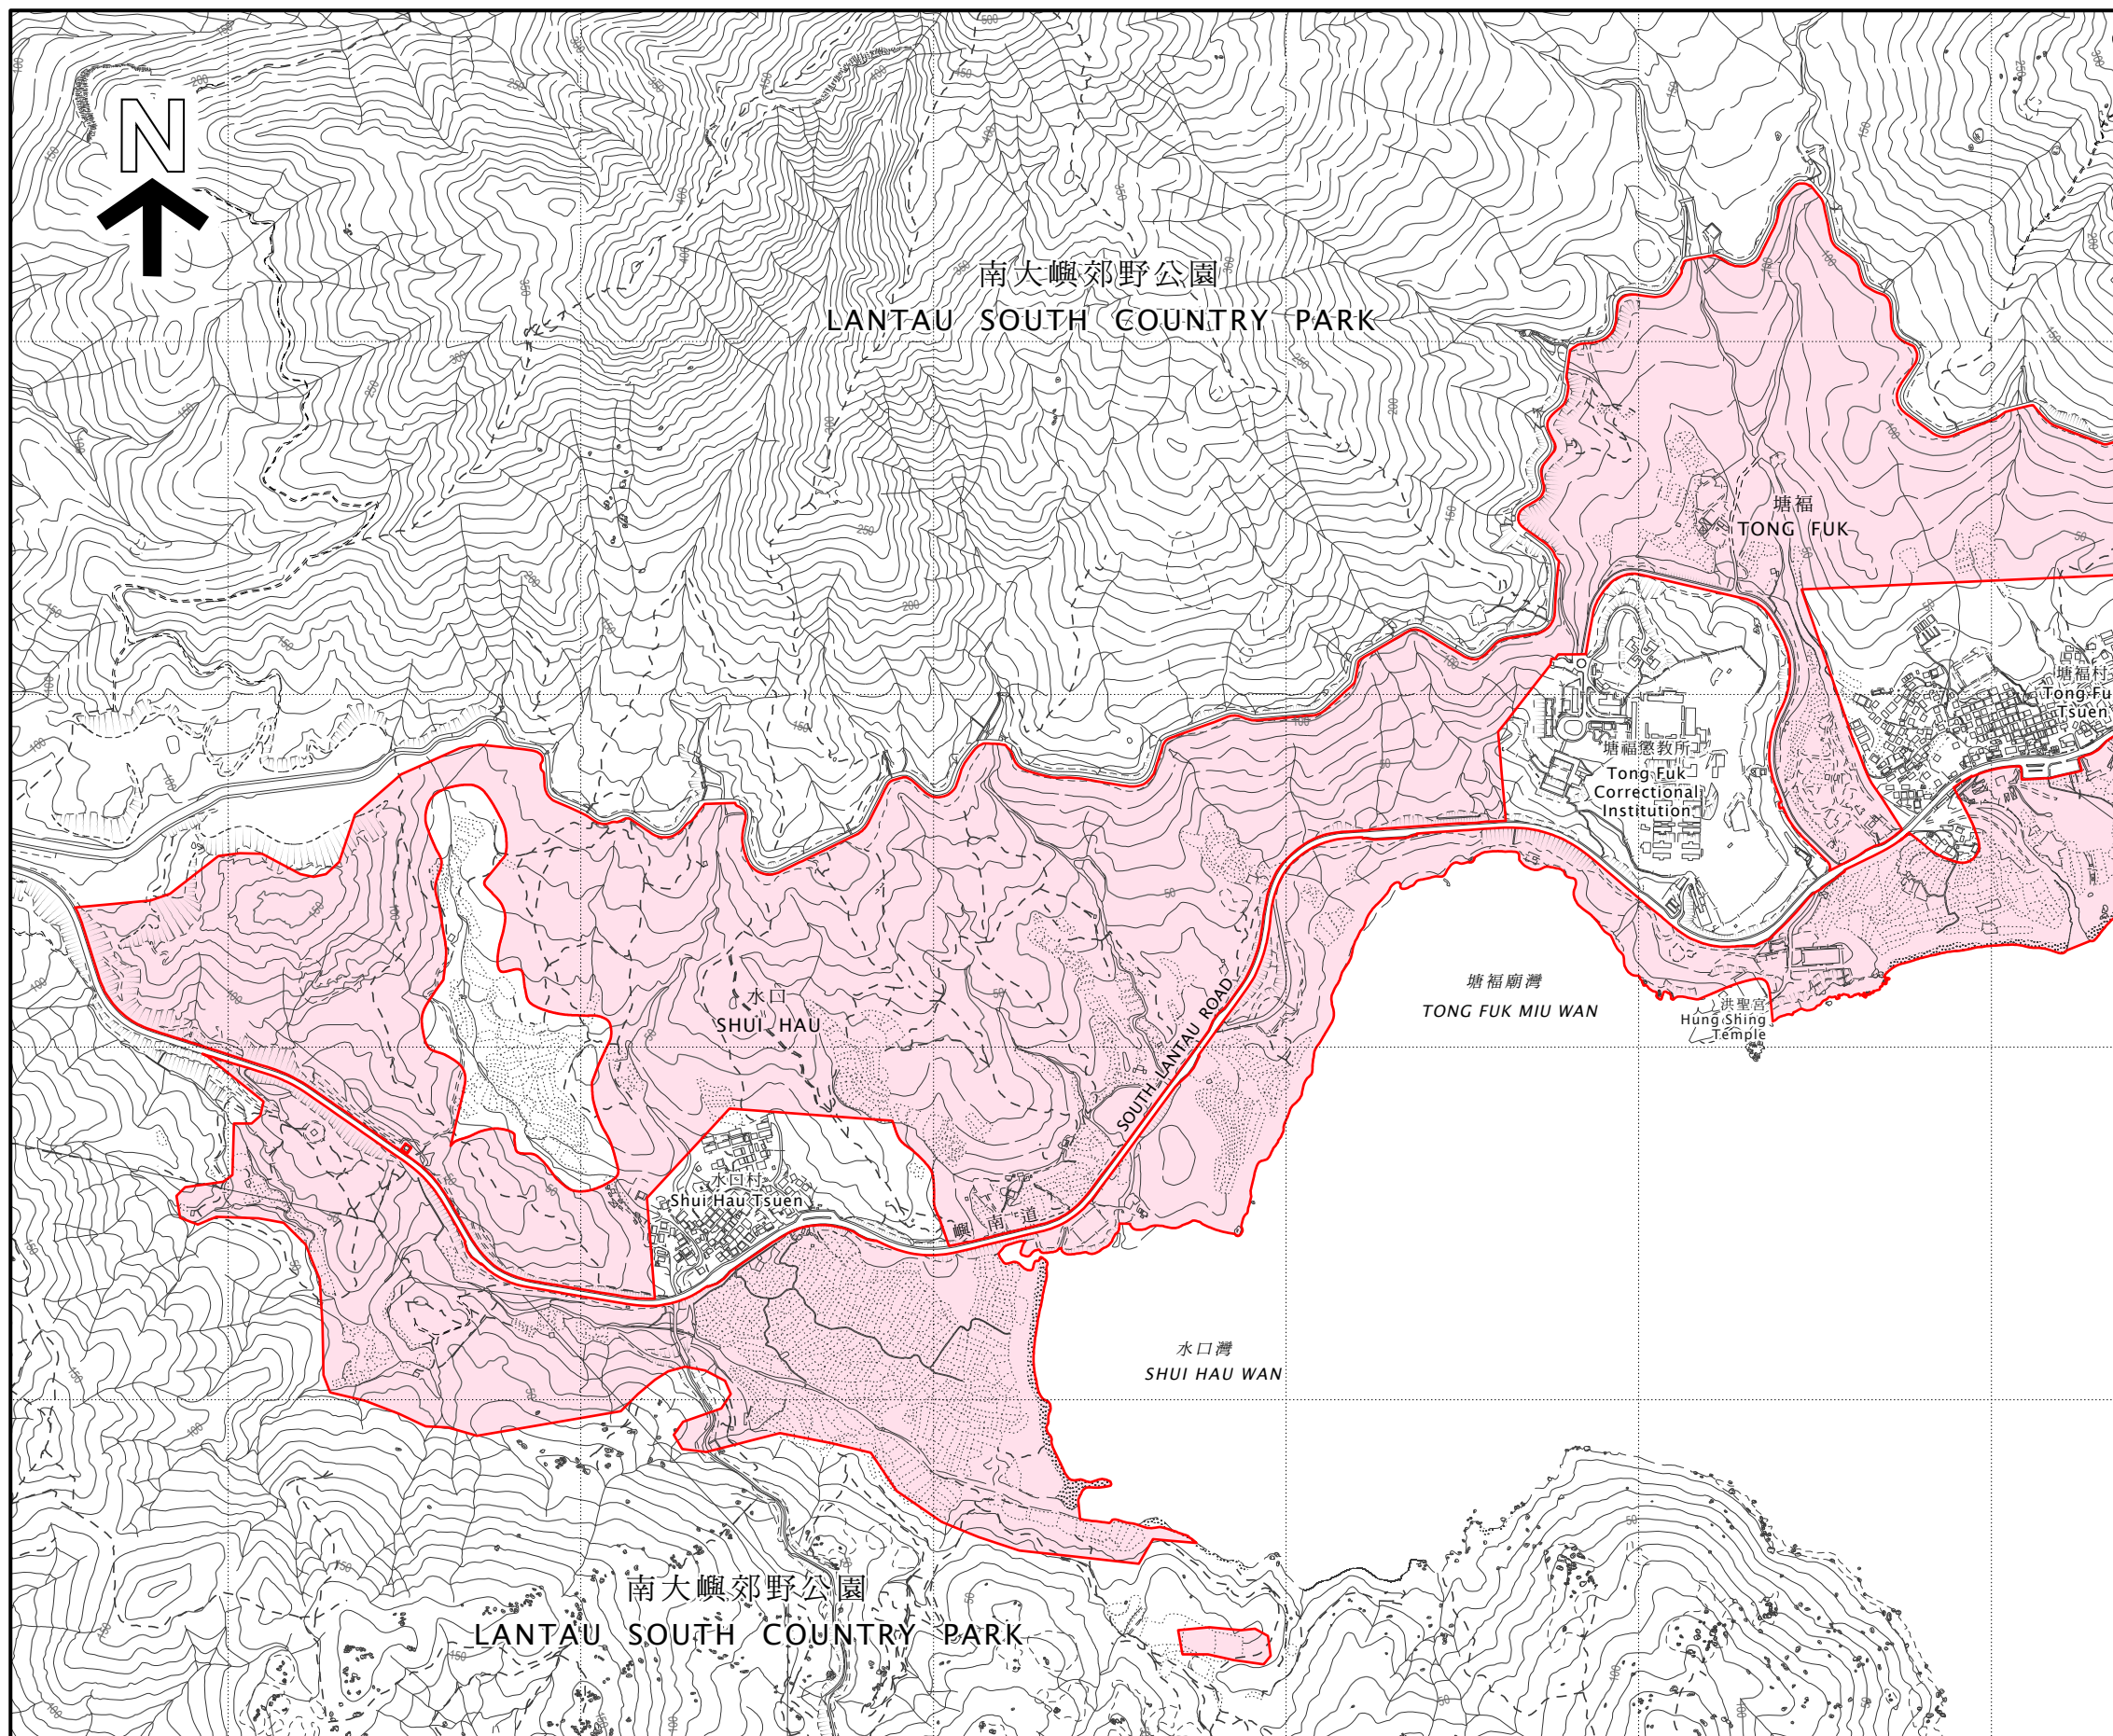 N
南大嶼郊野公園
LANTAU SOUTH COUNTRY PARK
塘福
TONG FUK
塘福村
Tong Fu
Tsuen
塘福懲教所
Tong Fuk
Correctional
Institution
水口
SHUI HAU
SOUTH LANTAU ROAD
塘福廟灣
TONG FUK MIU WAN
洪聖宮
Hung Shing
Temple
水口村
Shui Hau Tsuen
嶼南道
水口灣
SHUI HAU WAN
南大嶼郊野公園
LANTAU SOUTH COUNTRY PARK